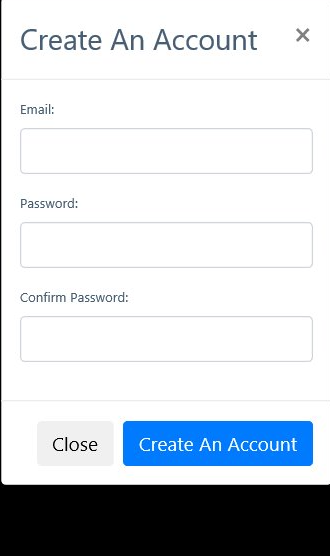 Create An Account ×
Email:
Password:
Confirm Password:
Close Create An Account